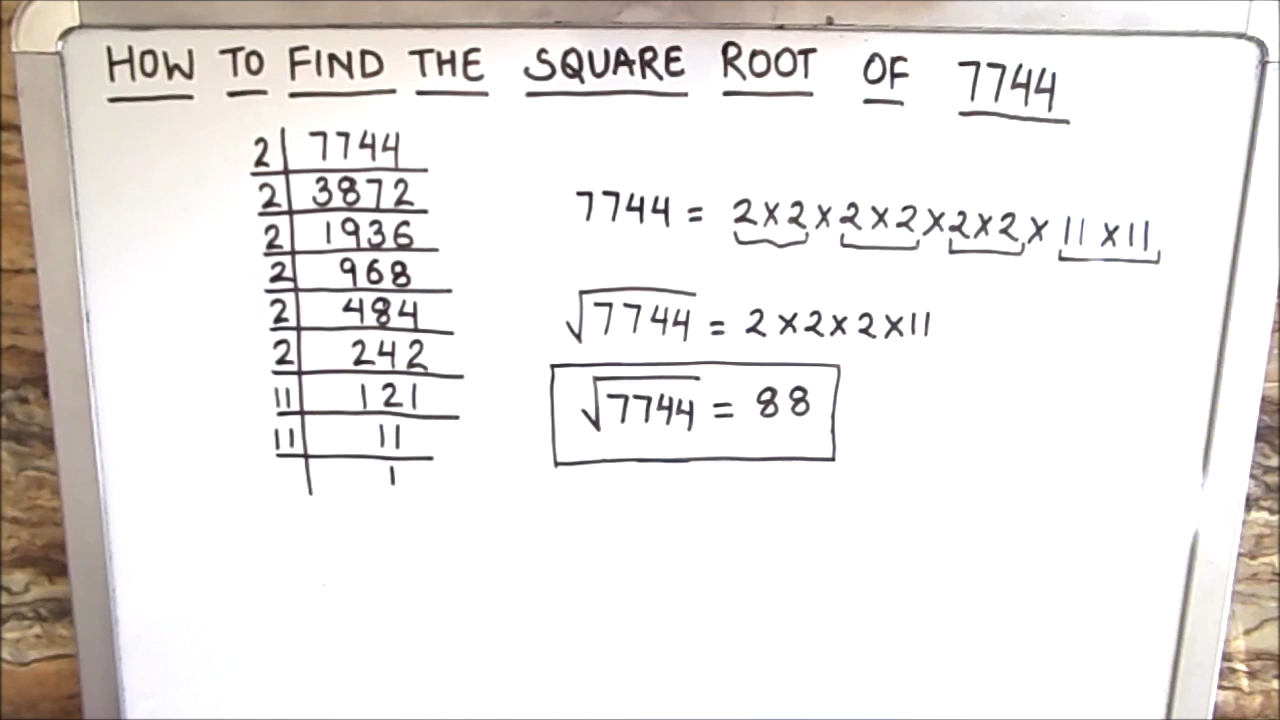 HOW TO FIND THE SQUARE ROOT OF 7744
2 | 7744
2 | 3872
2 | 1936
2 | 968
2 | 484
2 | 242
11 | 121
11 | 11
1
7744 = 2×2×2×2×2×2×11×11
√7744 = 2×2×2×11
√7744 = 88